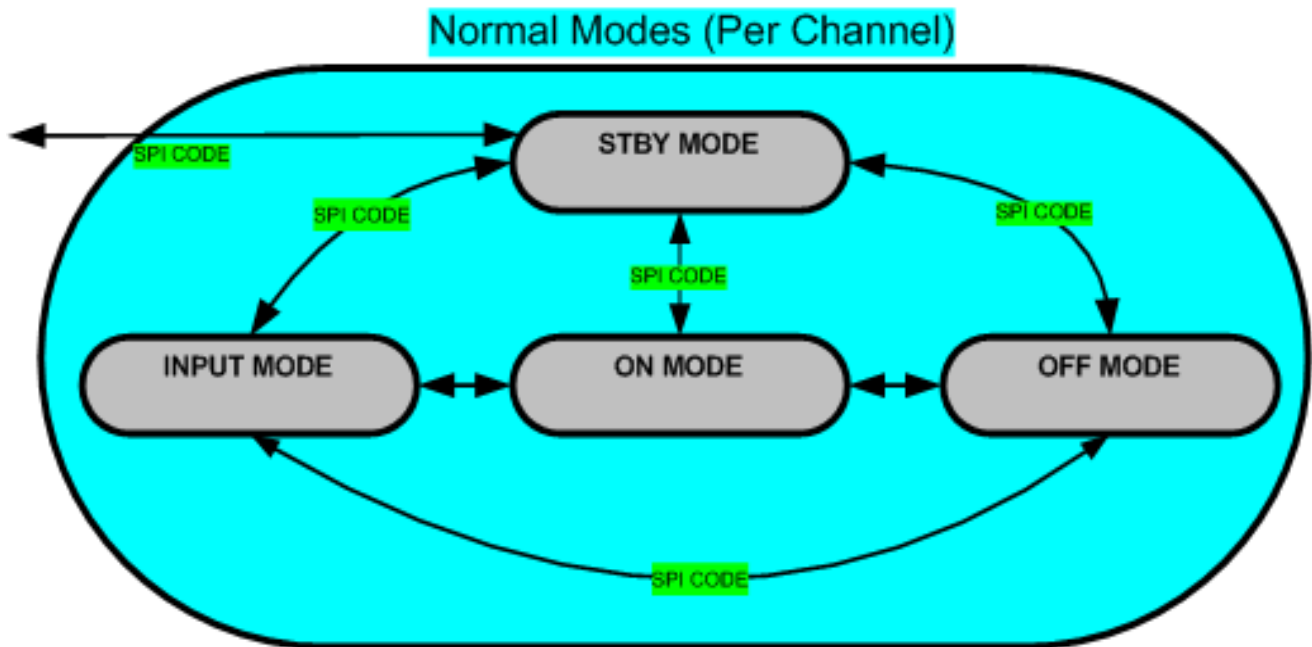 Normal Modes (Per Channel)
STBY MODE
SPI CODE
SPI CODE
SPI CODE
SPI CODE
INPUT MODE
ON MODE
OFF MODE
SPI CODE